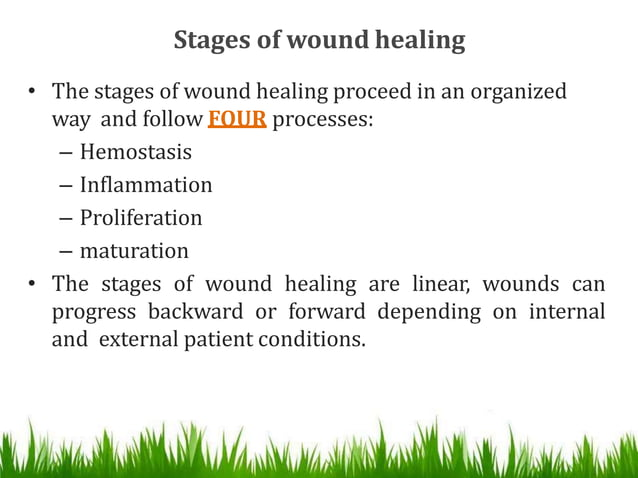 Stages of wound healing
• The stages of wound healing proceed in an organized
way and follow FOUR processes:
– Hemostasis
– Inflammation
– Proliferation
– maturation
• The stages of wound healing are linear, wounds can
progress backward or forward depending on internal
and external patient conditions.